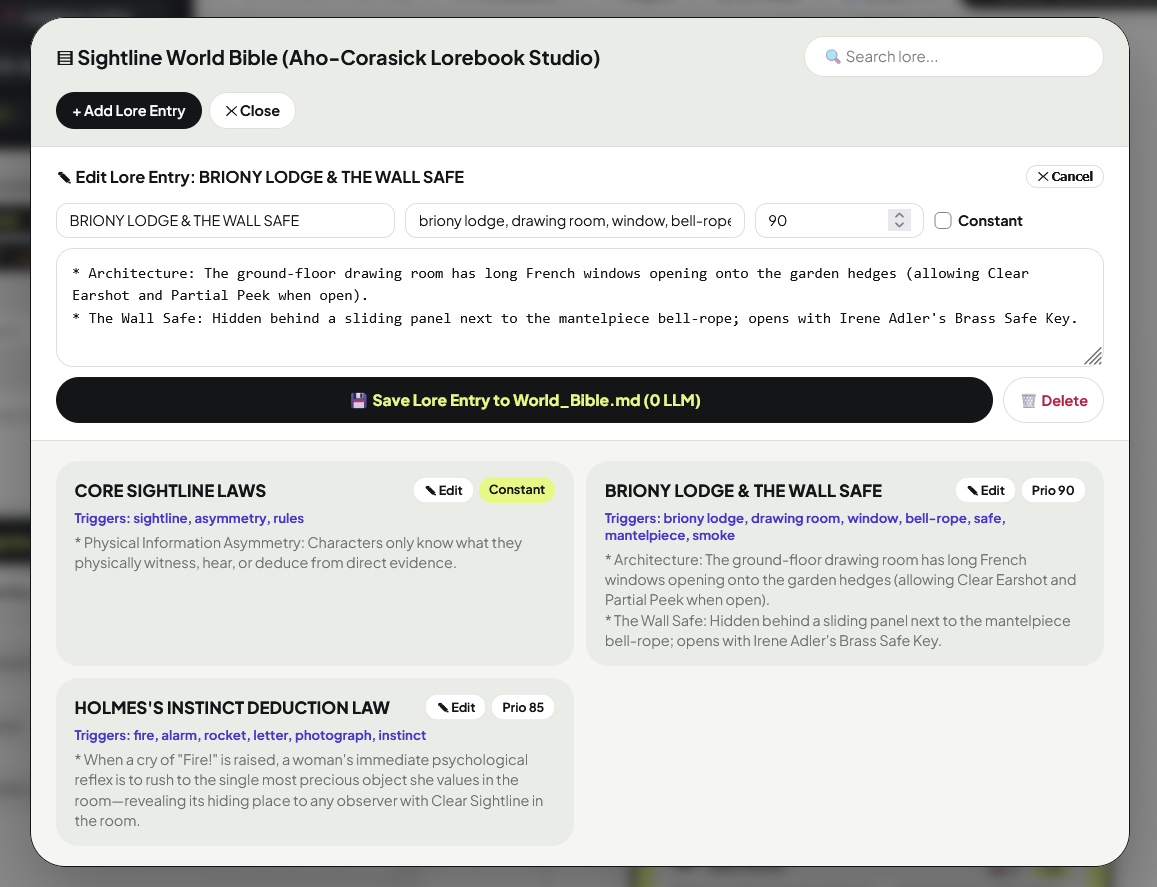 Sightline World Bible (Aho-Corasick Lorebook Studio)
Search lore...
+ Add Lore Entry
Close
Edit Lore Entry: BRIONY LODGE & THE WALL SAFE
Cancel
BRIONY LODGE & THE WALL SAFE
briony lodge, drawing room, window, bell-rope
90
Constant
* Architecture: The ground-floor drawing room has long French windows opening onto the garden hedges (allowing Clear
Earshot and Partial Peek when open).
* The Wall Safe: Hidden behind a sliding panel next to the mantelpiece bell-rope; opens with Irene Adler's Brass Safe Key.
Save Lore Entry to World_Bible.md (0 LLM)
Delete
CORE SIGHTLINE LAWS
Edit
Constant
Triggers: sightline, asymmetry, rules
* Physical Information Asymmetry: Characters only know what they
physically witness, hear, or deduce from direct evidence.
BRIONY LODGE & THE WALL SAFE
Edit
Prio 90
Triggers: briony lodge, drawing room, window, bell-rope, safe,
mantelpiece, smoke
* Architecture: The ground-floor drawing room has long French
windows opening onto the garden hedges (allowing Clear Earshot and
Partial Peek when open).
* The Wall Safe: Hidden behind a sliding panel next to the mantelpiece
bell-rope; opens with Irene Adler's Brass Safe Key.
HOLMES'S INSTINCT DEDUCTION LAW
Edit
Prio 85
Triggers: fire, alarm, rocket, letter, photograph, instinct
* When a cry of "Fire!" is raised, a woman's immediate psychological
reflex is to rush to the single most precious object she values in the
room—revealing its hiding place to any observer with Clear Sightline in
the room.